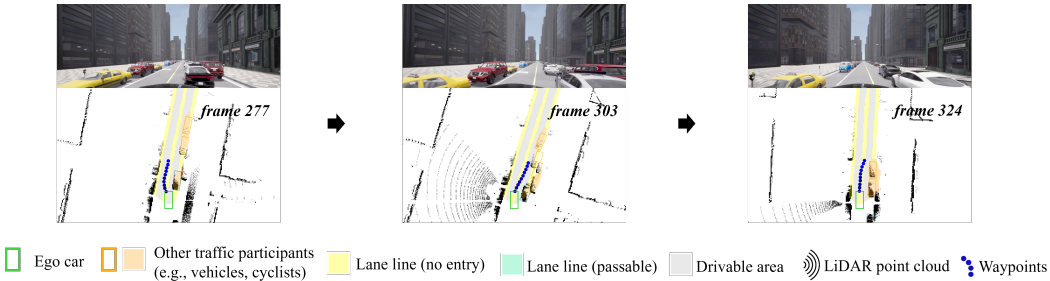 frame 277
frame 303
frame 324
Ego car
Other traffic participants
(e.g., vehicles, cyclists)
Lane line (no entry)
Lane line (passable)
Drivable area
LiDAR point cloud
Waypoints